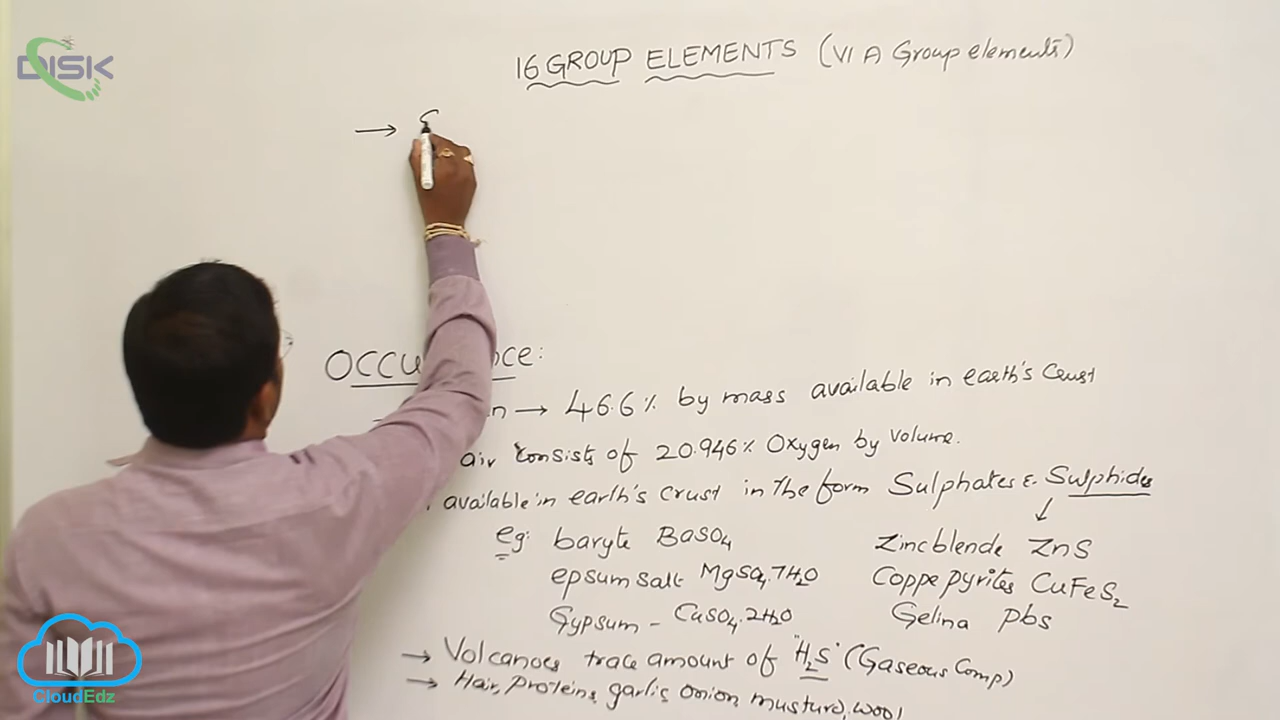 DISK
16 GROUP ELEMENTS (VI A Group elements)
→
→ 46.6% by mass available in earth's crust
air consists of 20.946% Oxygen by volume.
available in earth's crust in the form Sulphates & Sulphides
eg: baryte BaSO4 Zincblende ZnS
epsum salt MgSO4.7H2O Coppe pyrites CuFeS2
Gypsum - CaSO4.2H2O Gelina Pbs
→ Volcanoes trace amount of "H2S" (Gaseous Comp)
→ Hair, proteins, garlic onion musturd, wool
CloudEdz